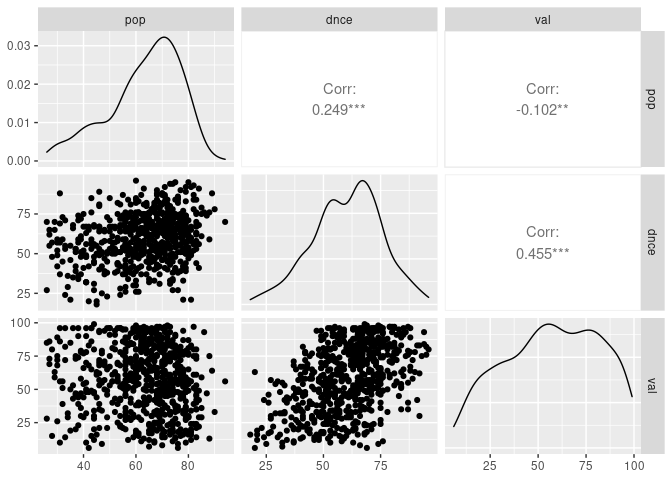 pop dnce val
0.03
0.02
0.01
0.00
Corr:
0.249***
Corr:
-0.102**
pop
75
50
25
Corr:
0.455***
dnce
100
75
50
25
val
40 60 80 25 50 75 25 50 75 100